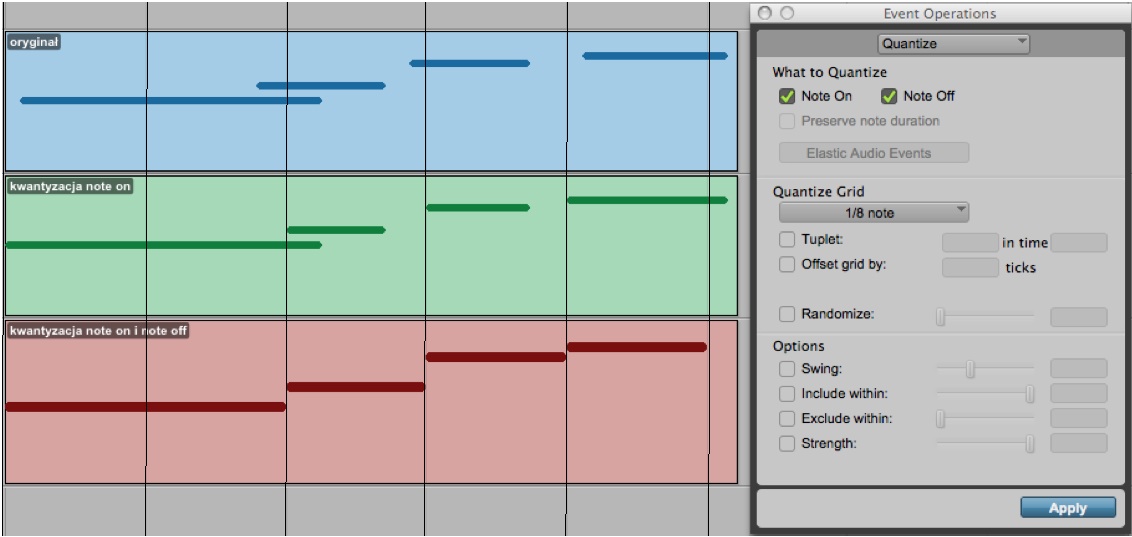 oryginał
kwantyzacja note on
kwantyzacja note on i note off
Event Operations
Quantize
What to Quantize
Note On Note Off
Preserve note duration
Elastic Audio Events
Quantize Grid
1/8 note
Tuplet: in time
Offset grid by: ticks
Randomize:
Options
Swing:
Include within:
Exclude within:
Strength:
Apply